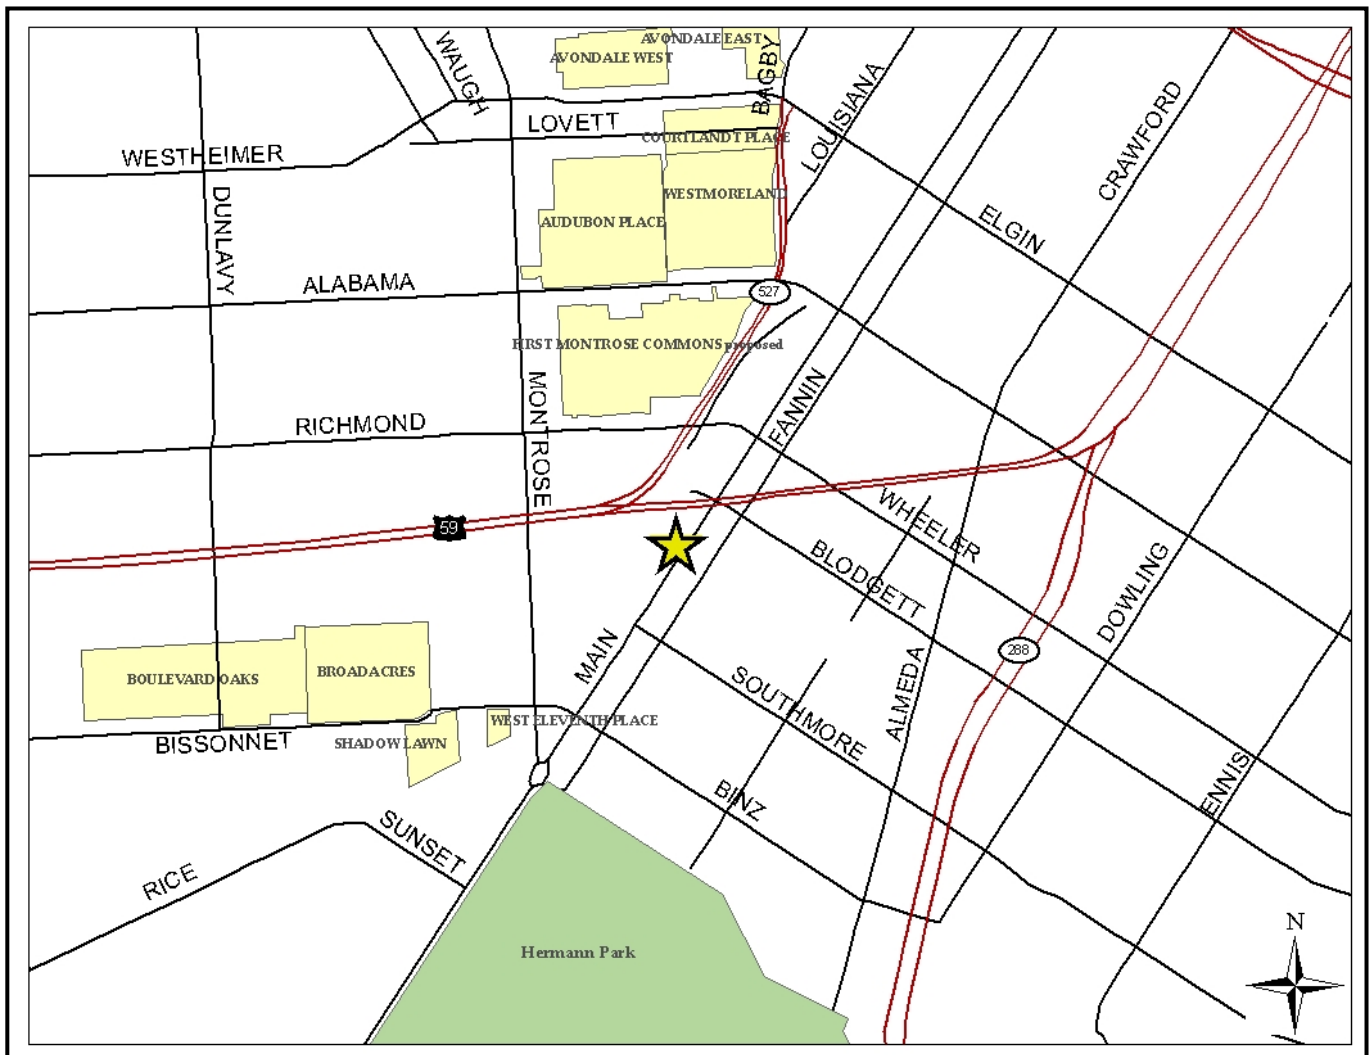 AVONDALE EAST
AVONDALE WEST
WAUGH
BAGBY
LOUISIANA
CRAWFORD
LOVETT
COURTLANDT PLACE
WESTHEIMER
WESTMORELAND
DUNLAVY
AUDUBON PLACE
ELGIN
ALABAMA
527
FIRST MONTROSE COMMONS proposed
MONTROSE
FANNIN
RICHMOND
59
WHEELER
BLODGETT
DOWLING
288
MAIN
BOULEVARD OAKS
BROADACRES
SOUTHMORE
ALMEDA
WEST ELEVENTH PLACE
BISSONNET
SHADOW LAWN
ENNIS
BINZ
SUNSET
RICE
N
Hermann Park